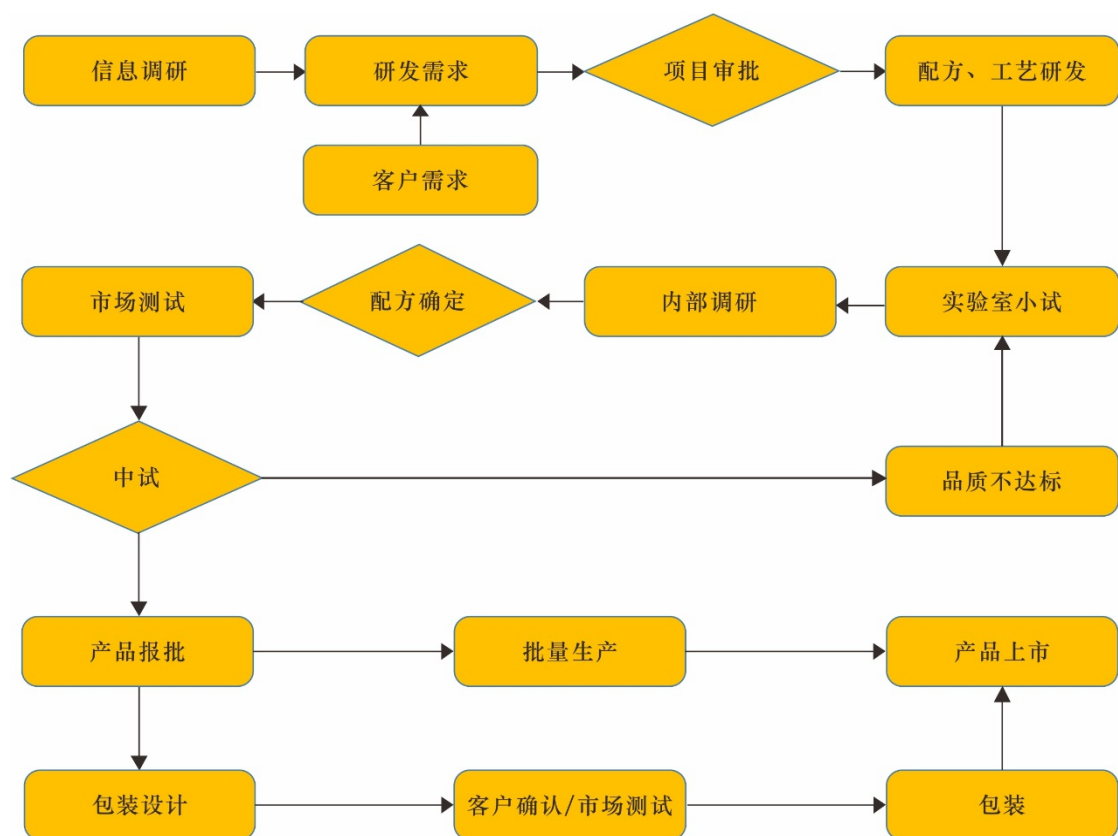 信息调研
研发需求
项目审批
配方、工艺研发
客户需求
市场测试
配方确定
内部调研
实验室小试
中试
品质不达标
产品报批
批量生产
产品上市
包装设计
客户确认/市场测试
包装